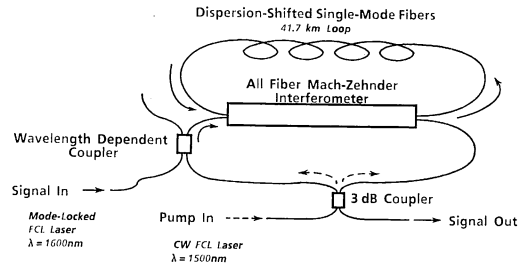 Dispersion-Shifted Single-Mode Fibers
41.7 km Loop
All Fiber Mach-Zehnder
Interferometer
Wavelength Dependent
Coupler
Signal In
Mode-Locked
FCL Laser
λ = 1600nm
Pump In
CW FCL Laser
λ = 1500nm
3 dB Coupler
Signal Out